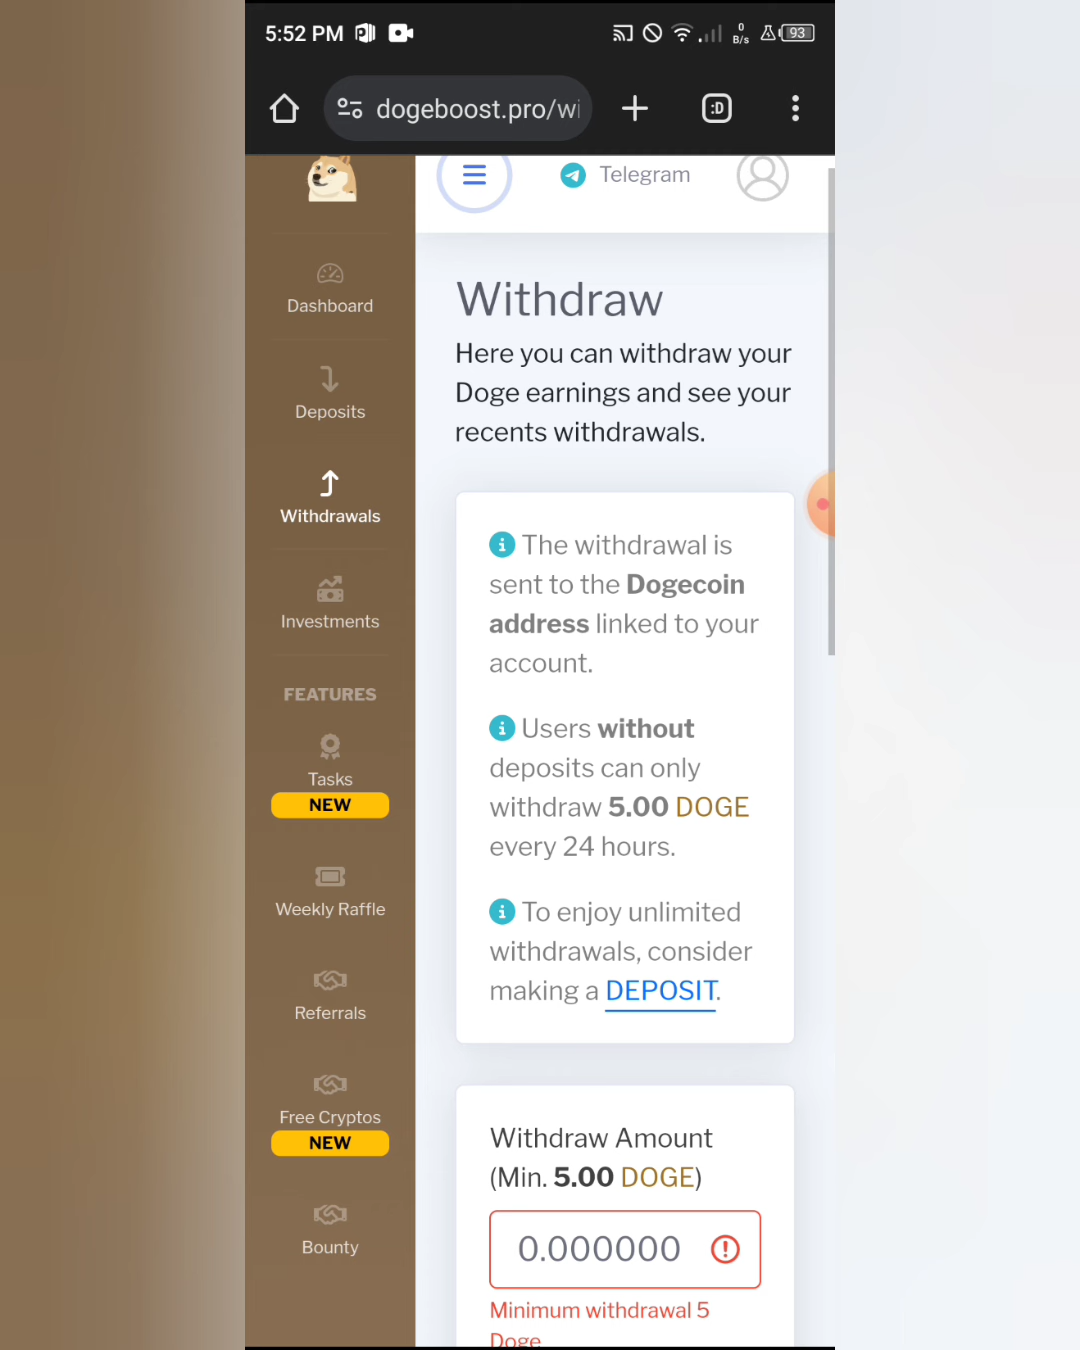 5:52 PM
0
B/s
93
dogeboost.pro/wi
:D
Telegram
Dashboard
Deposits
Withdrawals
Investments
FEATURES
Tasks
NEW
Weekly Raffle
Referrals
Free Cryptos
NEW
Bounty
Withdraw
Here you can withdraw your
Doge earnings and see your
recents withdrawals.
The withdrawal is
sent to the Dogecoin
address linked to your
account.
Users without
deposits can only
withdraw 5.00 DOGE
every 24 hours.
To enjoy unlimited
withdrawals, consider
making a DEPOSIT.
Withdraw Amount
(Min. 5.00 DOGE)
0.000000
Minimum withdrawal 5
Doge